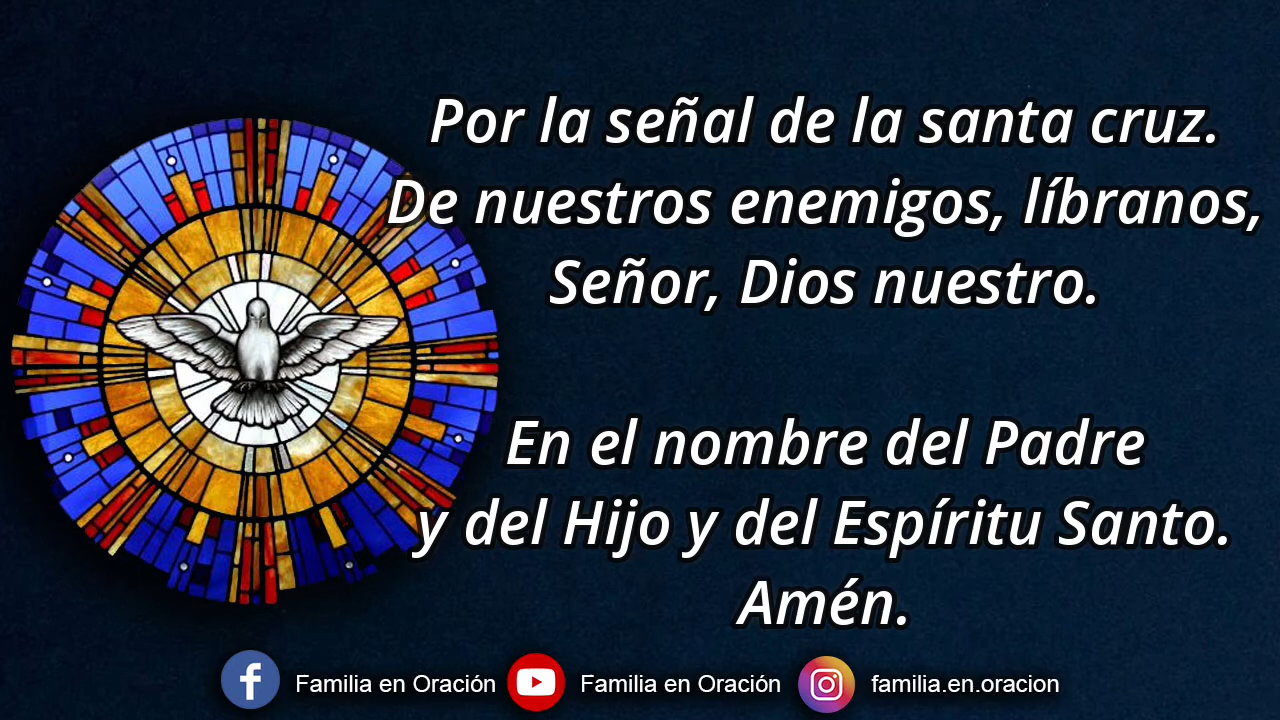 Por la señal de la santa cruz.
De nuestros enemigos, líbranos,
Señor, Dios nuestro.
En el nombre del Padre
y del Hijo y del Espíritu Santo.
Amén.
Familia en Oración Familia en Oración familia.en.oracion